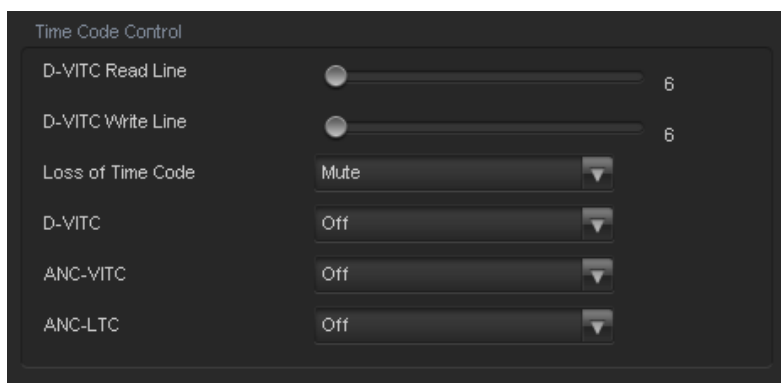 Time Code Control
D-VITC Read Line 6
D-VITC Write Line 6
Loss of Time Code Mute
D-VITC Off
ANC-VITC Off
ANC-LTC Off